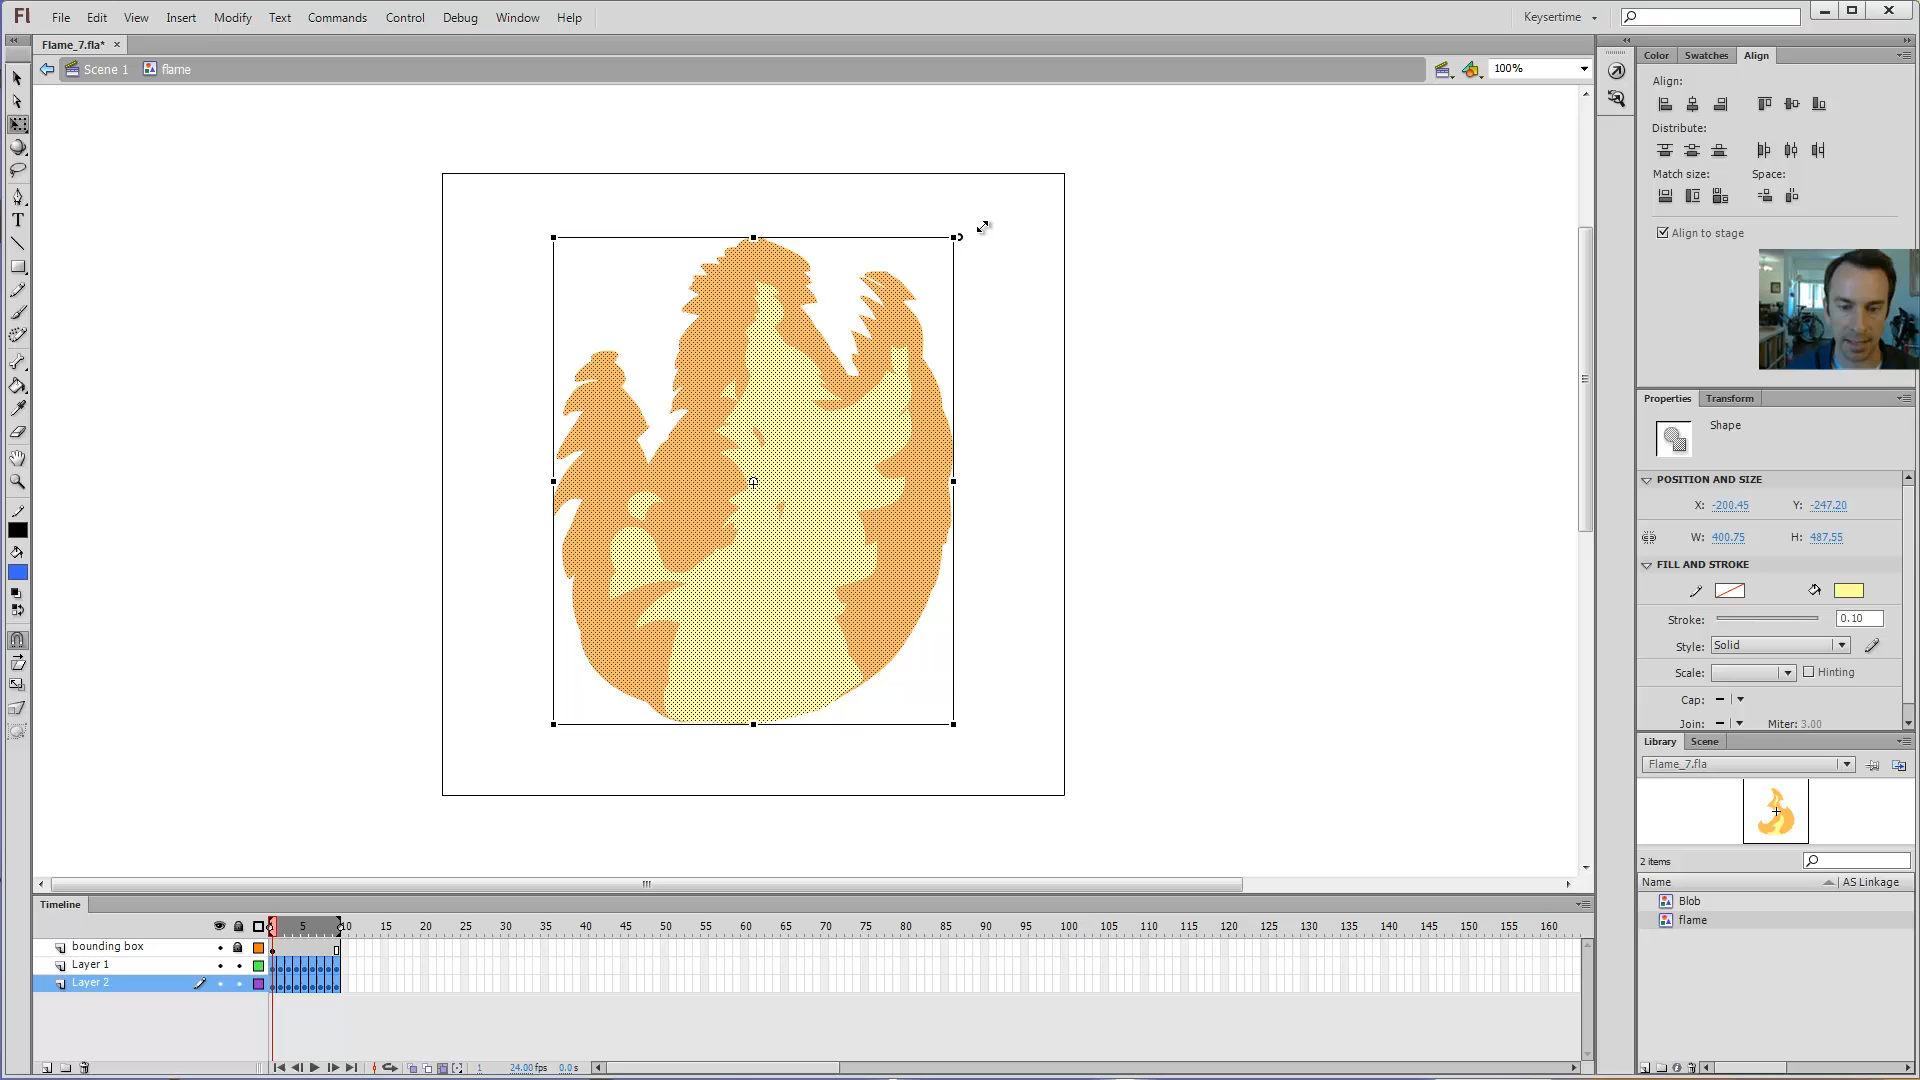 Fl File Edit View Insert Modify Text Commands Control Debug Window Help Keysertime
Flame_7.fla* ×
Scene 1 flame 100%
Color Swatches Align
Align:
Distribute:
Match size: Space:
Align to stage
Properties Transform
Shape
POSITION AND SIZE
X: -200.45 Y: -247.20
W: 400.75 H: 487.55
FILL AND STROKE
Stroke: 0.10
Style: Solid
Scale: Hinting
Cap:
Join: Miter: 3.00
Library Scene
Flame_7.fla
2 items
Name AS Linkage
Blob
flame
Timeline
5 10 15 20 25 30 35 40 45 50 55 60 65 70 75 80 85 90 95 100 105 110 115 120 125 130 135 140 145 150 155 160
bounding box
Layer 1
Layer 2
1 24.00 fps 0.0 s